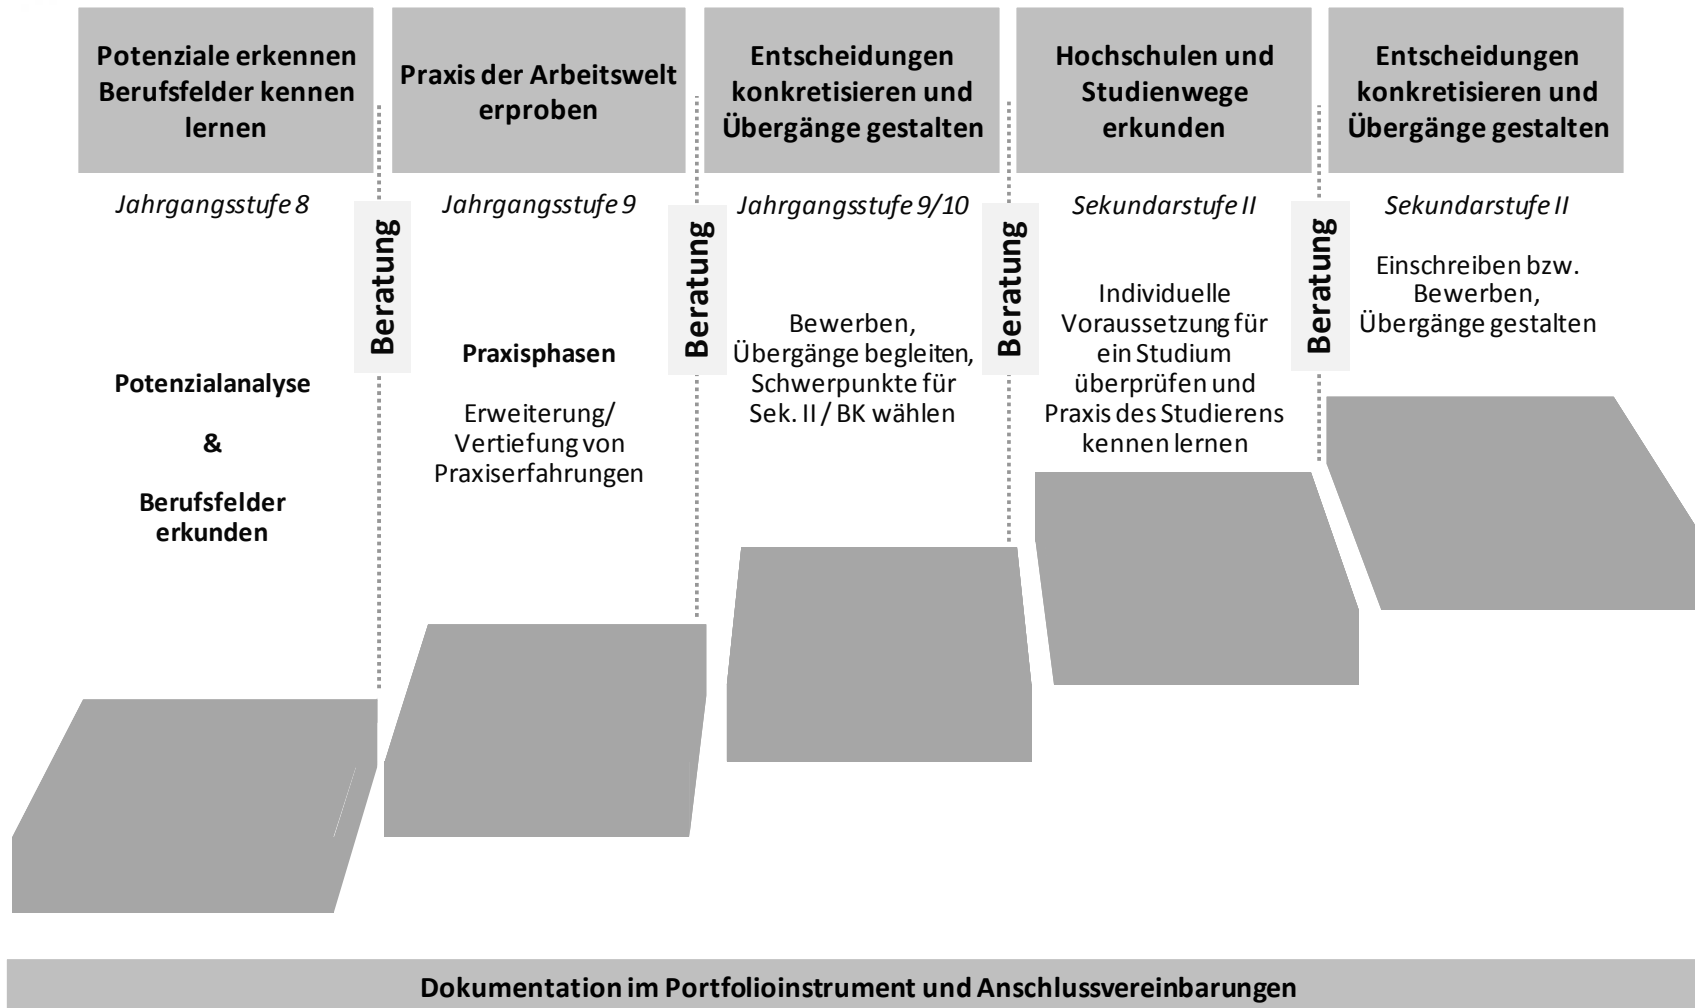 Potenziale erkennen
Berufsfelder kennen
lernen
Jahrgangsstufe 8
Potenzialanalyse
&
Berufsfelder
erkunden
Beratung
Praxis der Arbeitswelt
erproben
Jahrgangsstufe 9
Praxisphasen
Erweiterung/
Vertiefung von
Praxiserfahrungen
Beratung
Entscheidungen
konkretisieren und
Übergänge gestalten
Jahrgangsstufe 9/10
Bewerben,
Übergänge begleiten,
Schwerpunkte für
Sek. II / BK wählen
Beratung
Hochschulen und
Studienwege
erkunden
Sekundarstufe II
Individuelle
Voraussetzung für
ein Studium
überprüfen und
Praxis des Studierens
kennen lernen
Beratung
Entscheidungen
konkretisieren und
Übergänge gestalten
Sekundarstufe II
Einschreiben bzw.
Bewerben,
Übergänge gestalten
Dokumentation im Portfolioinstrument und Anschlussvereinbarungen